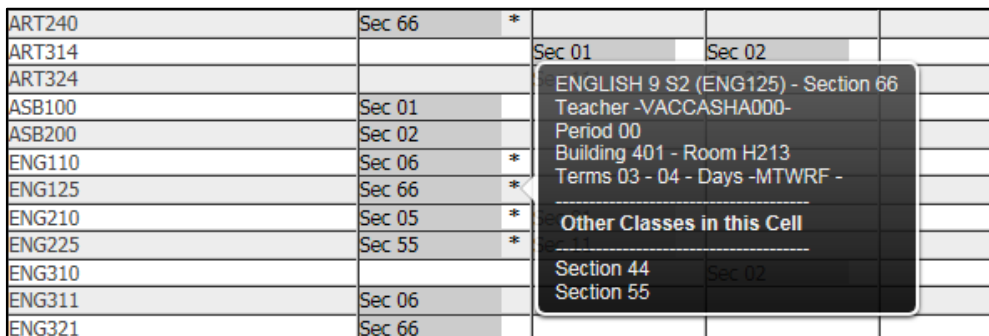 ART240 Sec 66 *
ART314 Sec 01 Sec 02
ART324
ASB100 Sec 01
ASB200 Sec 02
ENG110 Sec 06 *
ENG125 Sec 66 *
ENG210 Sec 05 *
ENG225 Sec 55 *
ENG310 Sec 02
ENG311 Sec 06
ENG321 Sec 66
ENGLISH 9 S2 (ENG125) - Section 66
Teacher -VACCASHA000-
Period 00
Building 401 - Room H213
Terms 03 - 04 - Days -MTWRF -
--------------------------------------
Other Classes in this Cell
--------------------------------------
Section 44
Section 55